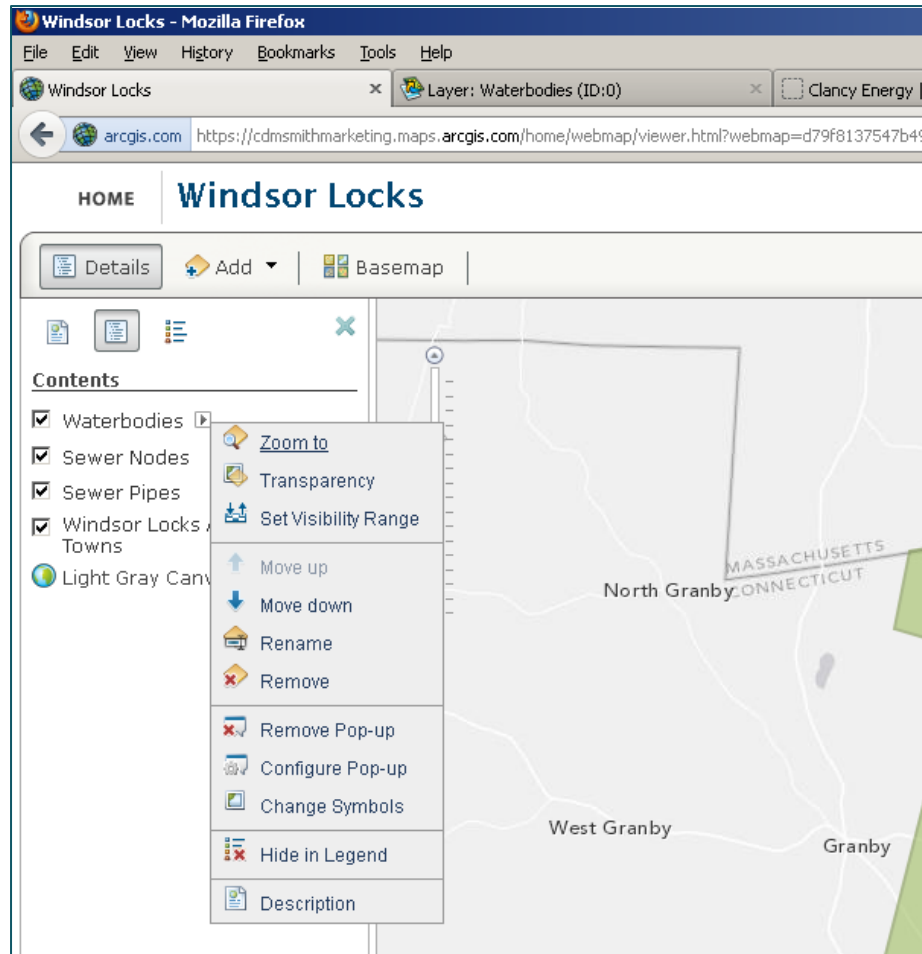 Windsor Locks - Mozilla Firefox
File Edit View History Bookmarks Tools Help
Windsor Locks × Layer: Waterbodies (ID:0) × Clancy Energy |
arcgis.com https://cdmsmithmarketing.maps.arcgis.com/home/webmap/viewer.html?webmap=d79f8137547b49
HOME Windsor Locks
Details Add Basemap
Contents
Waterbodies
Sewer Nodes
Sewer Pipes
Windsor Locks
Towns
Light Gray
Zoom to
Transparency
Set Visibility Range
Move up
Move down
Rename
Remove
Remove Pop-up
Configure Pop-up
Change Symbols
Hide in Legend
Description
MASSACHUSETTS
CONNECTICUT
North Granby
West Granby
Granby